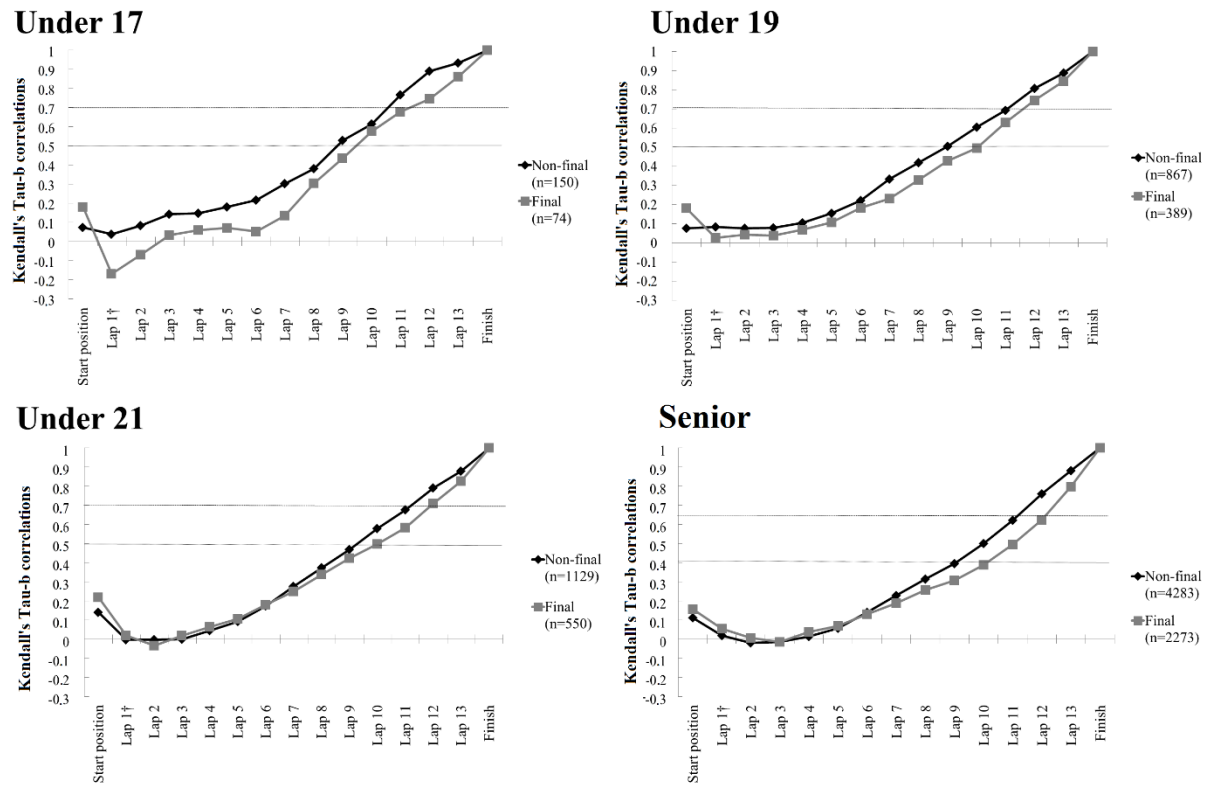 Under 17
Kendall's Tau-b correlations
1
0.9
0.8
0.7
0.6
0.5
0.4
0.3
0.2
0.1
0
-0.1
-0.2
-0.3
Start position
Lap 1†
Lap 2
Lap 3
Lap 4
Lap 5
Lap 6
Lap 7
Lap 8
Lap 9
Lap 10
Lap 11
Lap 12
Lap 13
Finish
Non-final
(n=150)
Final
(n=74)
Under 19
Kendall's Tau-b correlations
1
0.9
0.8
0.7
0.6
0.5
0.4
0.3
0.2
0.1
0
-0.1
-0.2
-0.3
Start position
Lap 1†
Lap 2
Lap 3
Lap 4
Lap 5
Lap 6
Lap 7
Lap 8
Lap 9
Lap 10
Lap 11
Lap 12
Lap 13
Finish
Non-final
(n=867)
Final
(n=389)
Under 21
Kendall's Tau-b correlations
1
0.9
0.8
0.7
0.6
0.5
0.4
0.3
0.2
0.1
0
-0.1
-0.2
-0.3
Start position
Lap 1†
Lap 2
Lap 3
Lap 4
Lap 5
Lap 6
Lap 7
Lap 8
Lap 9
Lap 10
Lap 11
Lap 12
Lap 13
Finish
Non-final
(n=1129)
Final
(n=550)
Senior
Kendall's Tau-b correlations
1
0.9
0.8
0.7
0.6
0.5
0.4
0.3
0.2
0.1
0
-0.1
-0.2
-0.3
Start position
Lap 1†
Lap 2
Lap 3
Lap 4
Lap 5
Lap 6
Lap 7
Lap 8
Lap 9
Lap 10
Lap 11
Lap 12
Lap 13
Finish
Non-final
(n=4283)
Final
(n=2273)